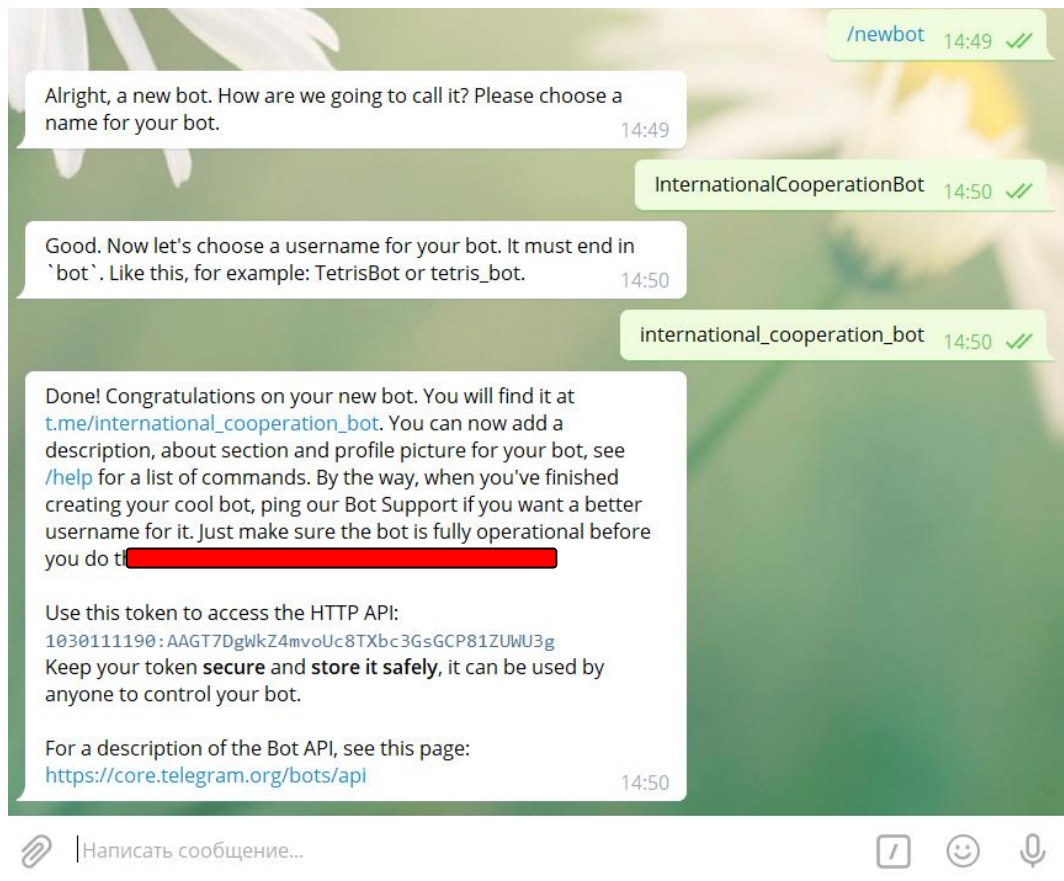 /newbot 14:49
Alright, a new bot. How are we going to call it? Please choose a
name for your bot.
14:49
InternationalCooperationBot 14:50
Good. Now let's choose a username for your bot. It must end in
`bot`. Like this, for example: TetrisBot or tetris_bot.
14:50
international_cooperation_bot 14:50
Done! Congratulations on your new bot. You will find it at
t.me/international_cooperation_bot. You can now add a
description, about section and profile picture for your bot, see
/help for a list of commands. By the way, when you've finished
creating your cool bot, ping our Bot Support if you want a better
username for it. Just make sure the bot is fully operational before
you do
Use this token to access the HTTP API:
1030111190:AAGT7DgWkZ4mvoUc8TXbc3GsGCP81ZUWU3g
Keep your token secure and store it safely, it can be used by
anyone to control your bot.
For a description of the Bot API, see this page:
https://core.telegram.org/bots/api
14:50
Написать сообщение...